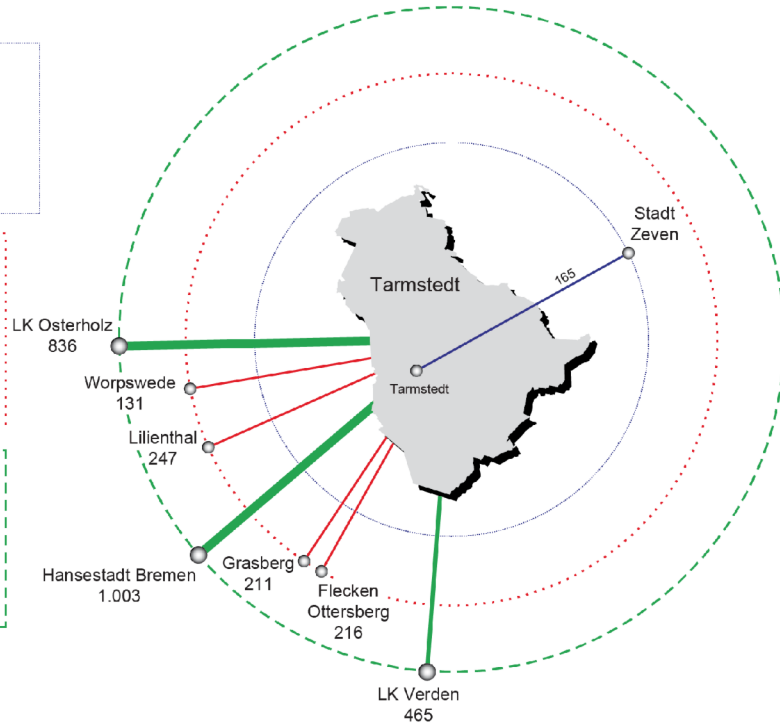 Stadt
Zeven
165
Tarmstedt
Tarmstedt
LK Osterholz
836
Worpswede
131
Lilienthal
247
Hansestadt Bremen
1.003
Grasberg
211
Flecken
Ottersberg
216
LK Verden
465